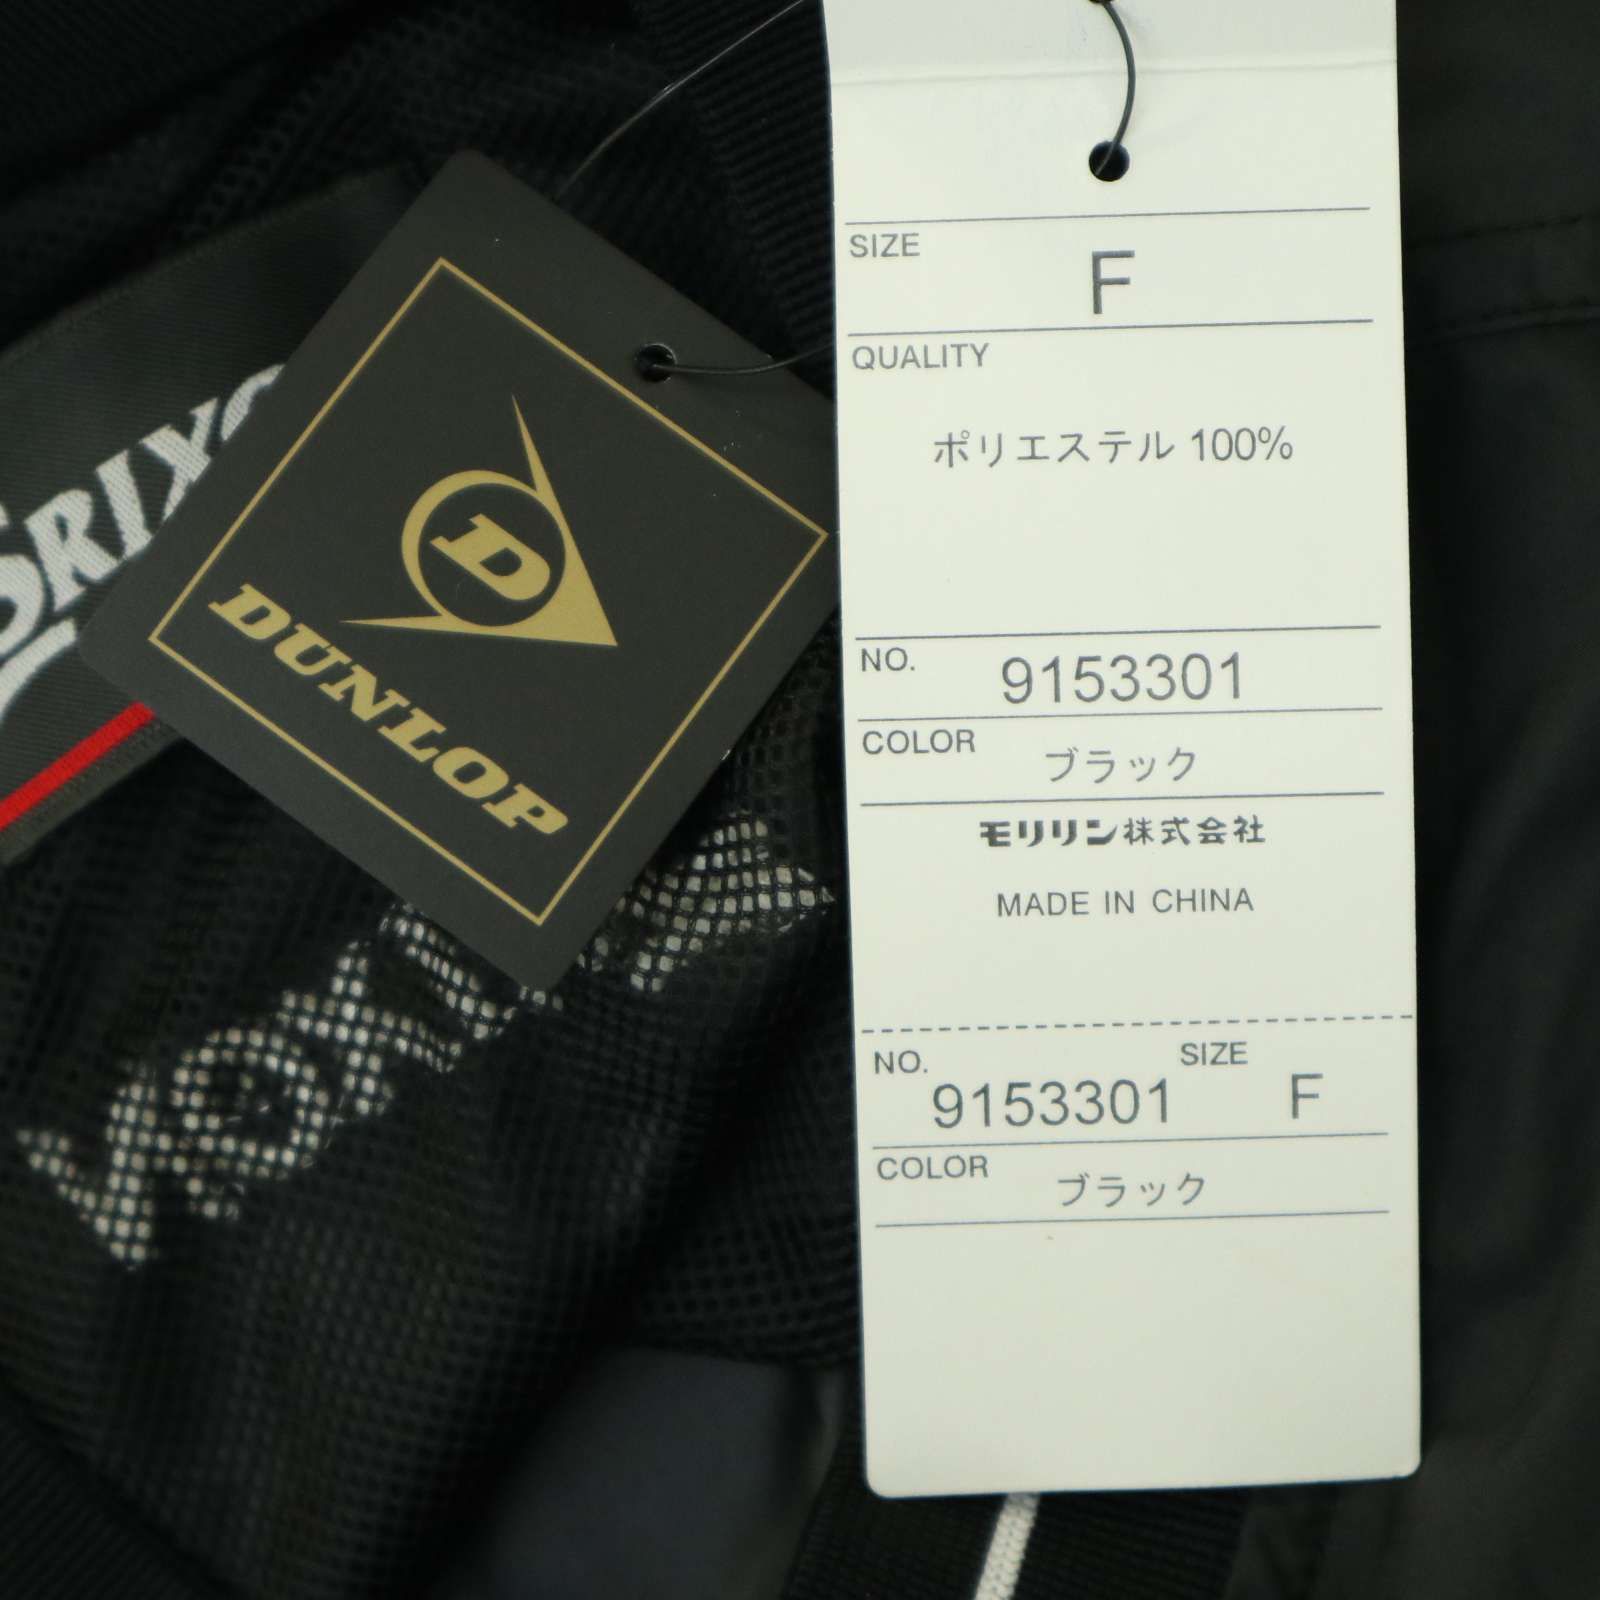 SIZE
F
QUALITY
ポリエステル 100%
NO. 9153301
COLOR ブラック
モリリン株式会社
MADE IN CHINA
NO. 9153301 SIZE F
COLOR ブラック
D
DUNLOP
SRIXO